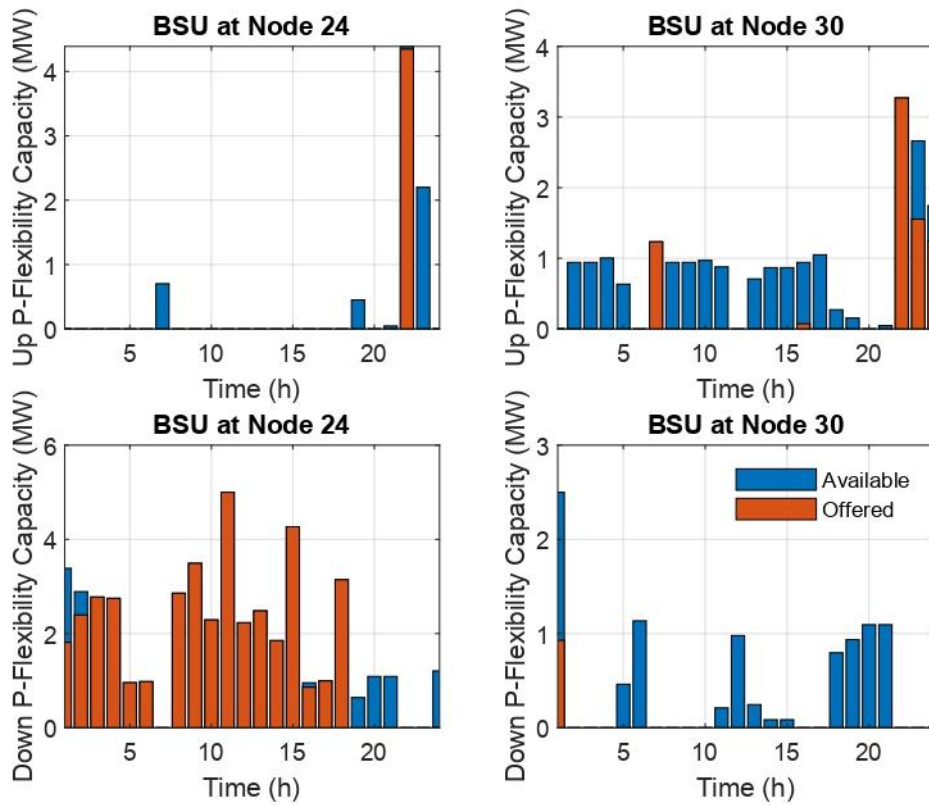 BSU at Node 24
Up P-Flexibility Capacity (MW)
4
3
2
1
0
5 10 15 20
Time (h)
BSU at Node 30
Up P-Flexibility Capacity (MW)
4
3
2
1
0
5 10 15 20
Time (h)
BSU at Node 24
Down P-Flexibility Capacity (MW)
6
4
2
0
5 10 15 20
Time (h)
BSU at Node 30
Down P-Flexibility Capacity (MW)
3
2
1
0
Available
Offered
5 10 15 20
Time (h)